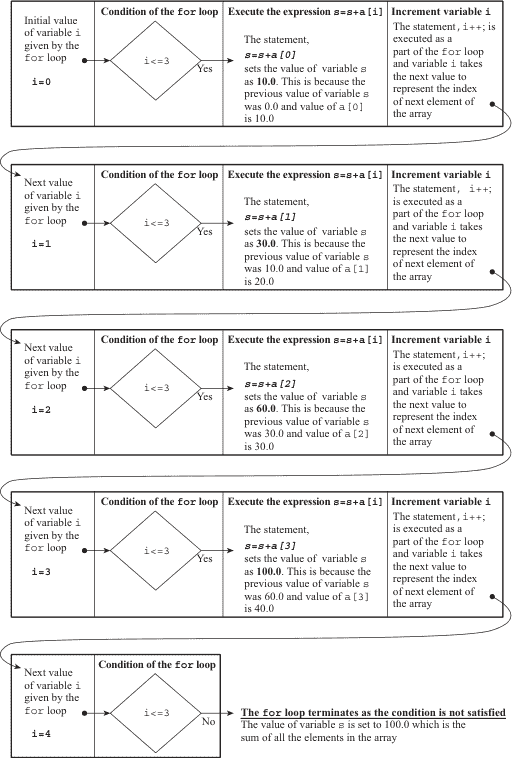 Initial value
of variable i
given by the
for loop
i=0
Condition of the for loop
i<=3
Yes
Execute the expression s=s+a[i]
The statement,
s=s+a[0]
sets the value of variable s
as 10.0. This is because the
previous value of variable s
was 0.0 and value of a[0]
is 10.0
Increment variable i
The statement, i++; is
executed as a
part of the for loop
and variable i takes
the next value to
represent the index
of next element of
the array
Next value
of variable i
given by the
for loop
i=1
Condition of the for loop
i<=3
Yes
Execute the expression s=s+a[i]
The statement,
s=s+a[1]
sets the value of variable s
as 30.0. This is because the
previous value of variable s
was 10.0 and value of a[1]
is 20.0
Increment variable i
The statement, i++;
is executed as a
part of the for loop
and variable i takes
the next value to
represent the index
of next element of
the array
Next value
of variable i
given by the
for loop
i=2
Condition of the for loop
i<=3
Yes
Execute the expression s=s+a[i]
The statement,
s=s+a[2]
sets the value of variable s
as 60.0. This is because the
previous value of variable s
was 30.0 and value of a[2]
is 30.0
Increment variable i
The statement, i++;
is executed as a
part of the for loop
and variable i takes
the next value to
represent the index
of next element of
the array
Next value
of variable i
given by the
for loop
i=3
Condition of the for loop
i<=3
Yes
Execute the expression s=s+a[i]
The statement,
s=s+a[3]
sets the value of variable s
as 100.0. This is because the
previous value of variable s
was 60.0 and value of a[3]
is 40.0
Increment variable i
The statement, i++;
is executed as a
part of the for loop
and variable i takes
the next value to
represent the index
of next element of
the array
Next value
of variable i
given by the
for loop
i=4
Condition of the for loop
i<=3
No
The for loop terminates as the condition is not satisfied
The value of variable s is set to 100.0 which is the
sum of all the elements in the array